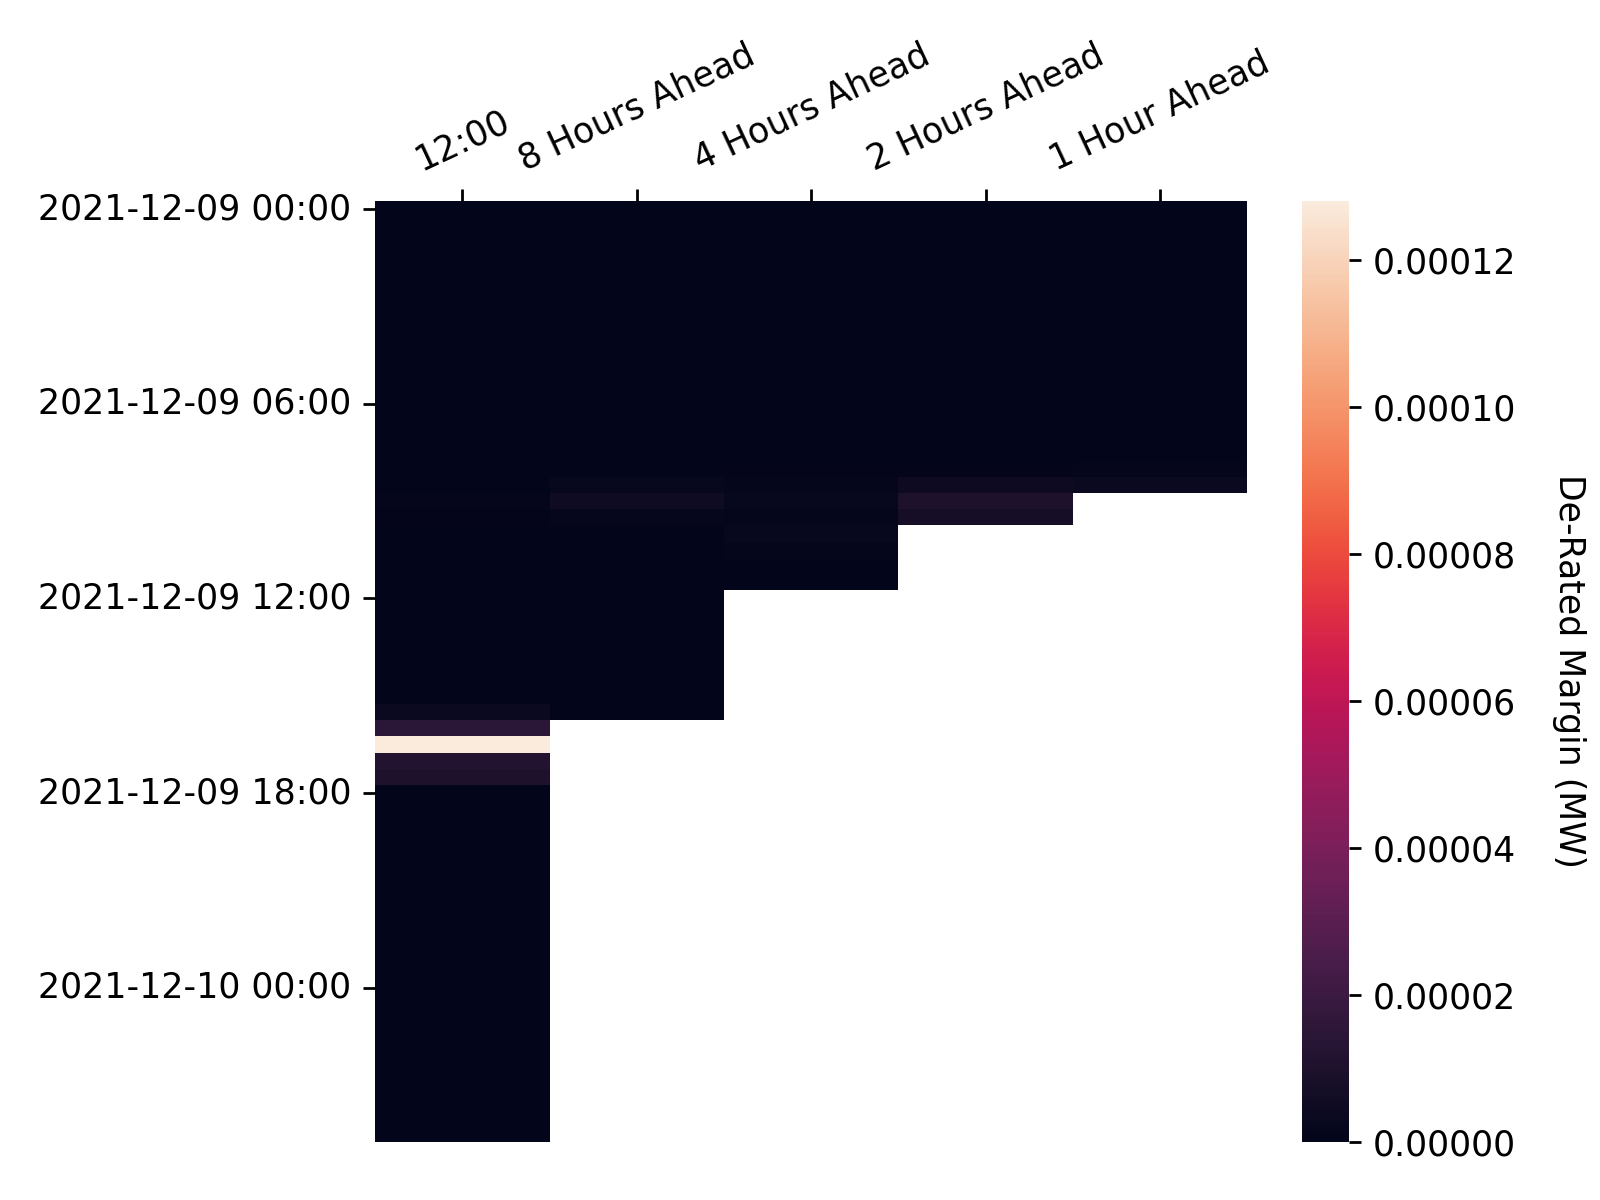 12:00
8 Hours Ahead
4 Hours Ahead
2 Hours Ahead
1 Hour Ahead
2021-12-09 00:00
2021-12-09 06:00
2021-12-09 12:00
2021-12-09 18:00
2021-12-10 00:00
0.00012
0.00010
0.00008
0.00006
0.00004
0.00002
0.00000
De-Rated Margin (MW)